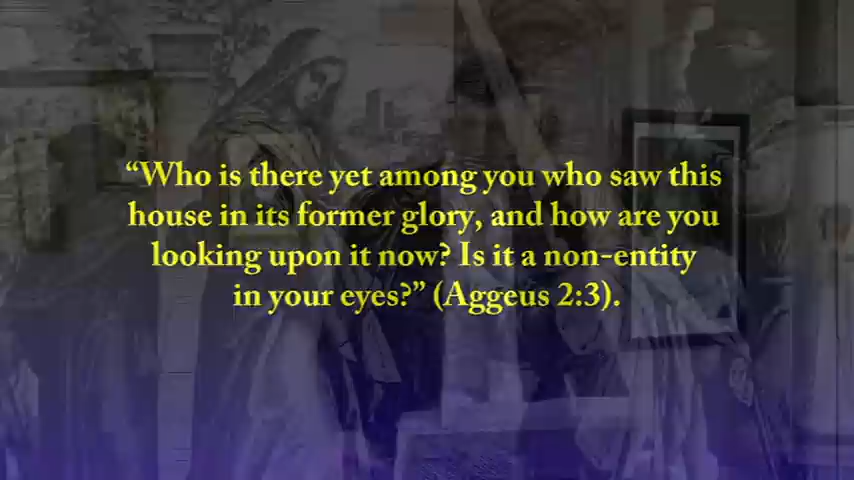 “Who is there yet among you who saw this
house in its former glory, and how are you
looking upon it now? Is it a non-entity
in your eyes?” (Aggeus 2:3).